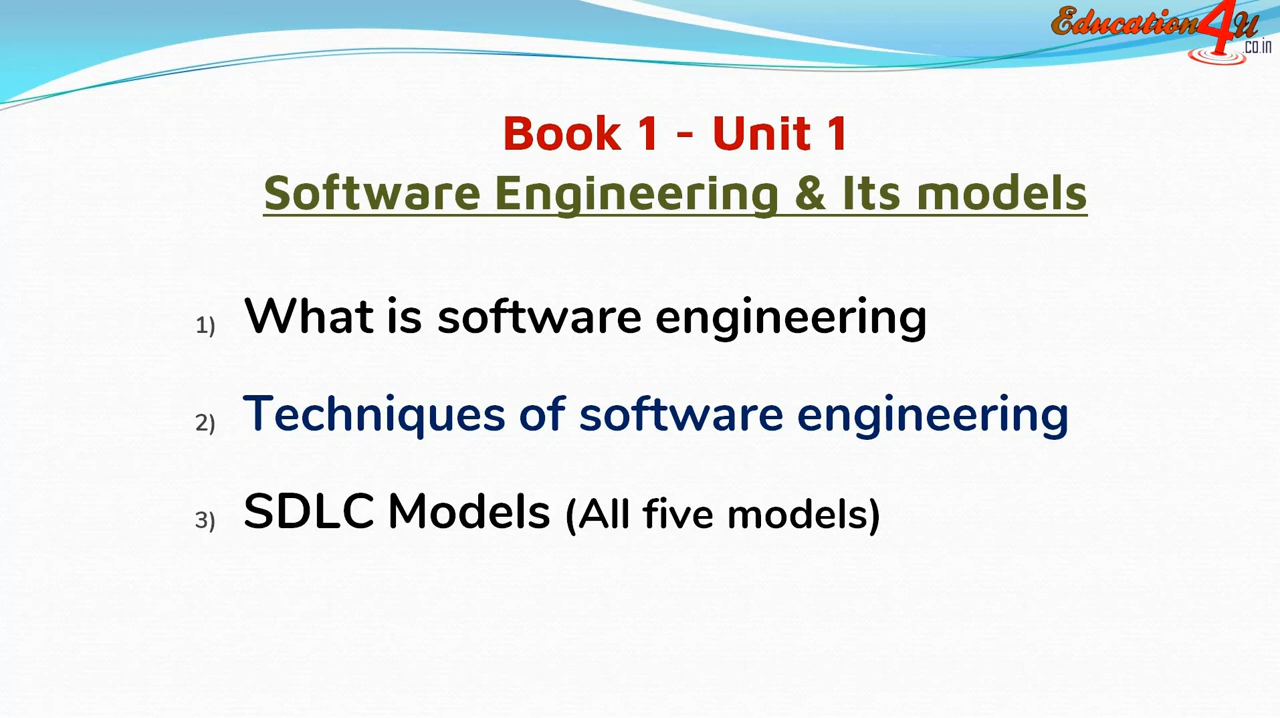 Education4U
.co.in
Book 1 - Unit 1
Software Engineering & Its models
1) What is software engineering
2) Techniques of software engineering
3) SDLC Models (All five models)